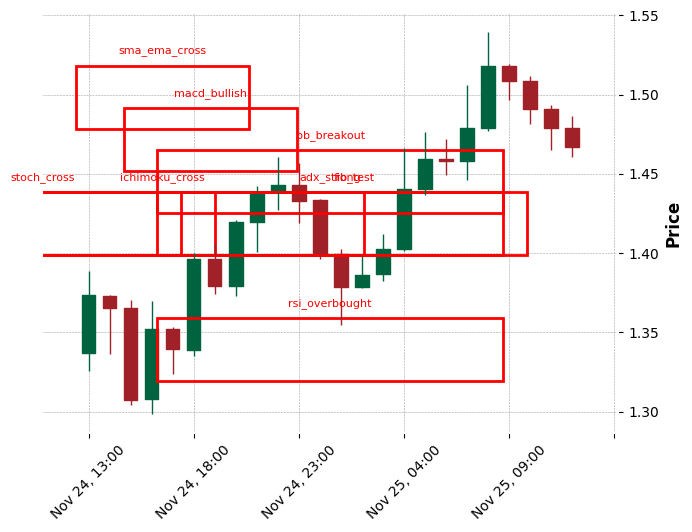 1.55
sma_ema_cross
1.50
macd_bullish
bb_breakout
1.45
stoch_cross
ichimoku_cross
adx_strong
fib_test
Price
1.40
rsi_overbought
1.35
1.30
Nov 24, 13:00
Nov 24, 18:00
Nov 24, 23:00
Nov 25, 04:00
Nov 25, 09:00